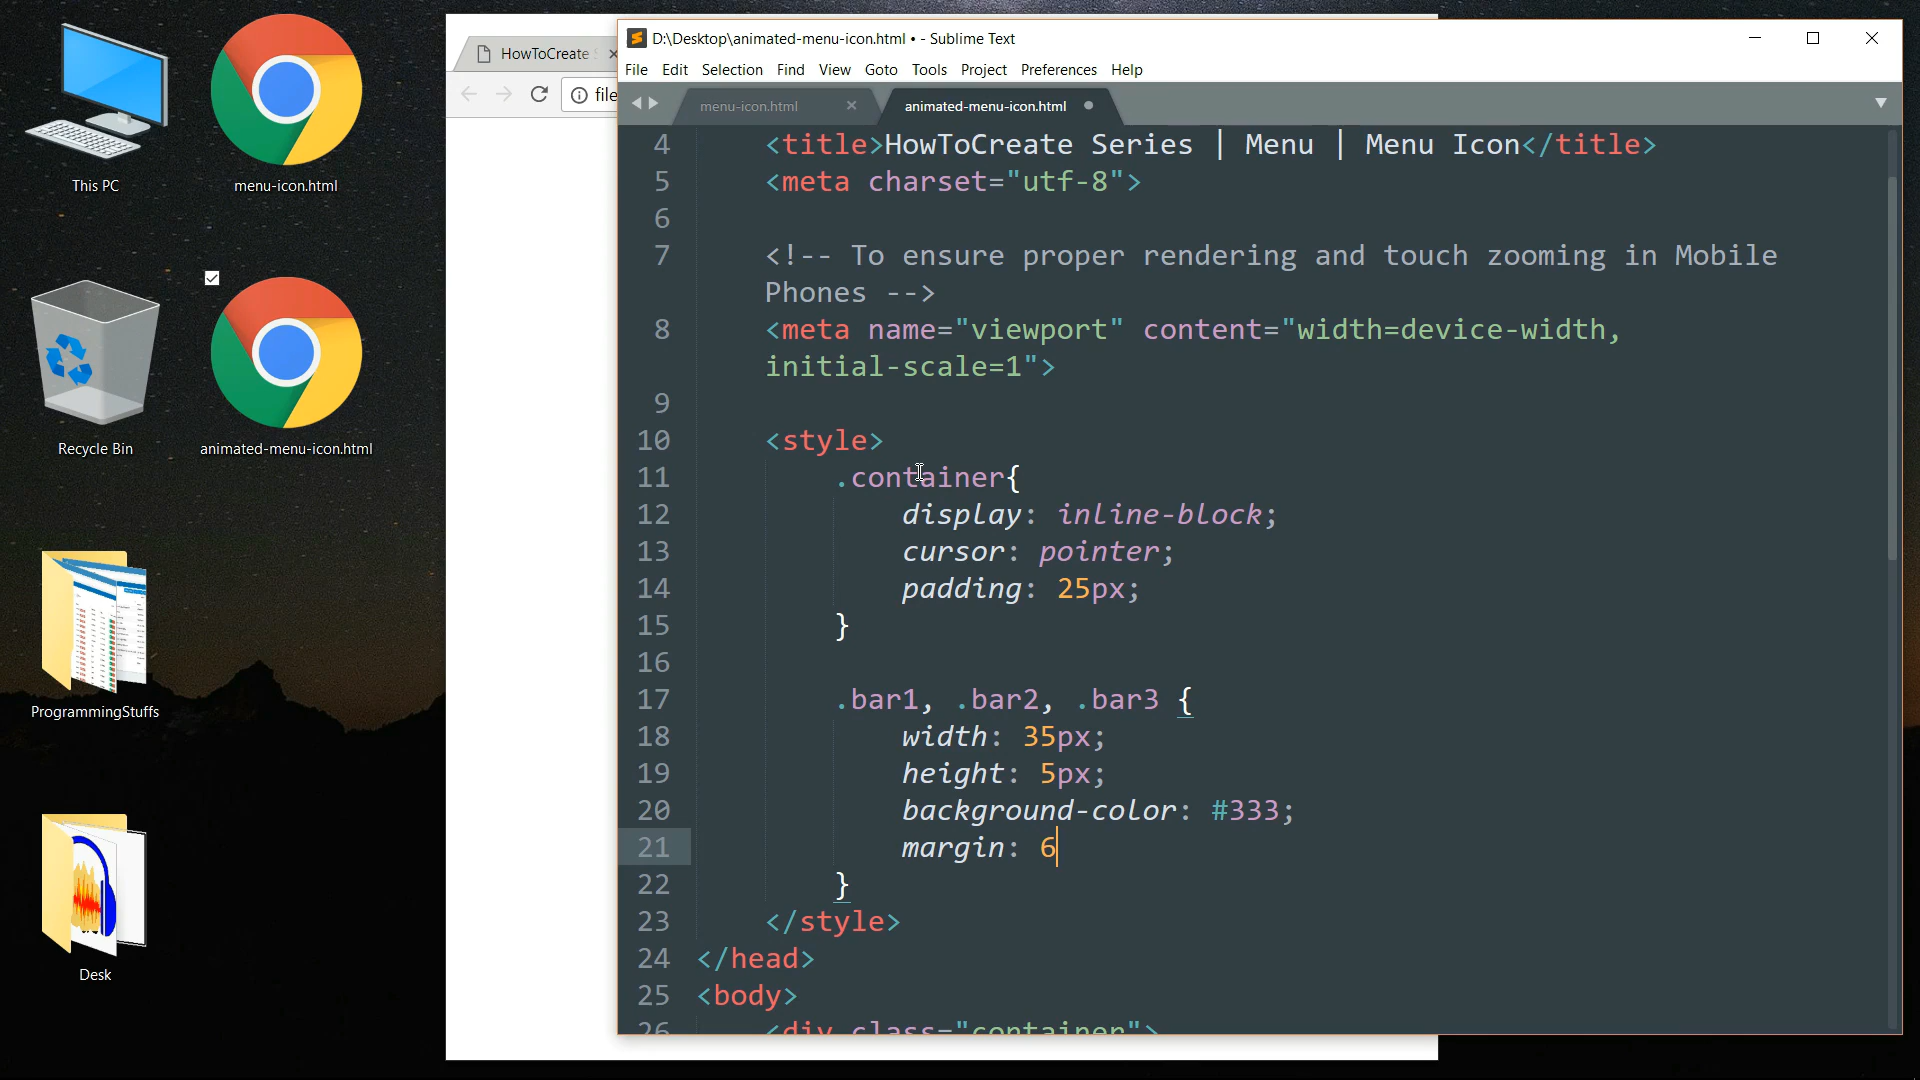 This PC
menu-icon.html
Recycle Bin
animated-menu-icon.html
ProgrammingStuffs
Desk
HowToCreate S
file
D:\Desktop\animated-menu-icon.html • - Sublime Text
File Edit Selection Find View Goto Tools Project Preferences Help
menu-icon.html
animated-menu-icon.html
4 <title>HowToCreate Series | Menu | Menu Icon</title>
5 <meta charset="utf-8">
6
7 <!-- To ensure proper rendering and touch zooming in Mobile
Phones -->
8 <meta name="viewport" content="width=device-width,
initial-scale=1">
9
10 <style>
11 .container{
12 display: inline-block;
13 cursor: pointer;
14 padding: 25px;
15 }
16
17 .bar1, .bar2, .bar3 {
18 width: 35px;
19 height: 5px;
20 background-color: #333;
21 margin: 6
22 }
23 </style>
24 </head>
25 <body>
26 <div class="container">